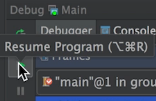 Debug Main
Debugger Console
Resume Program (⌥⌘R)
Frames
"main"@1 in grou